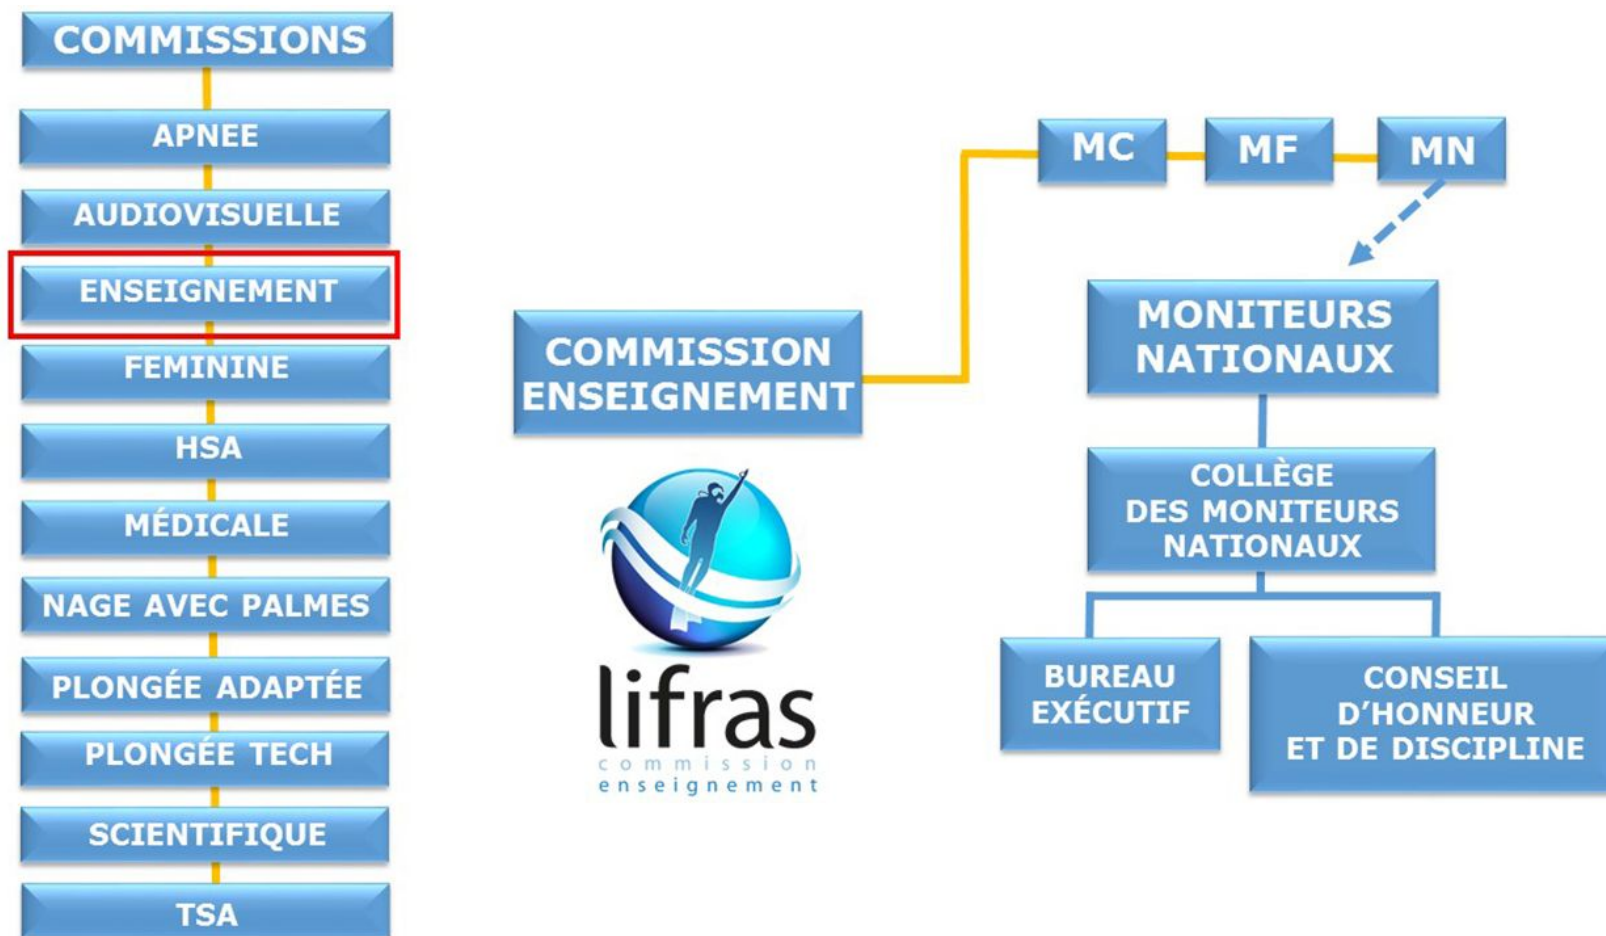 COMMISSIONS
APNEE
AUDIOVISUELLE
ENSEIGNEMENT
FEMININE
HSA
MÉDICALE
NAGE AVEC PALMES
PLONGÉE ADAPTÉE
PLONGÉE TECH
SCIENTIFIQUE
TSA
COMMISSION
ENSEIGNEMENT
lifras
commission
enseignement
MC
MF
MN
MONITEURS
NATIONAUX
COLLÈGE
DES MONITEURS
NATIONAUX
BUREAU
EXÉCUTIF
CONSEIL
D’HONNEUR
ET DE DISCIPLINE